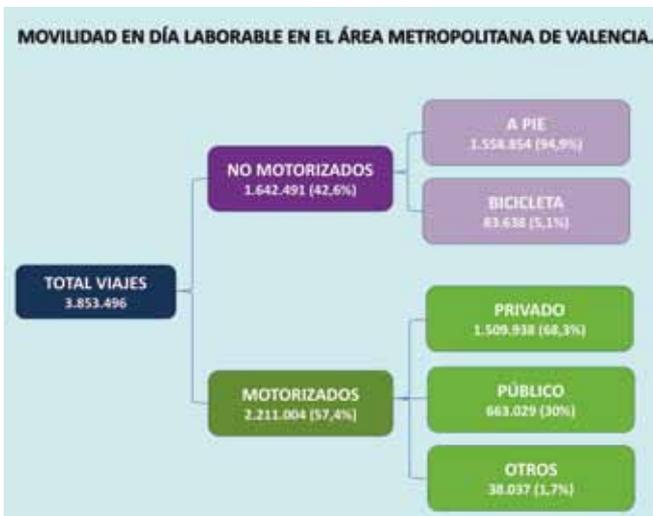 MOVILIDAD EN DÍA LABORABLE EN EL ÁREA METROPOLITANA DE VALENCIA.
A PIE
1.558.854 (94,9%)
NO MOTORIZADOS
1.642.491 (42,6%)
BICICLETA
83.638 (5,1%)
TOTAL VIAJES
3.853.496
PRIVADO
1.509.938 (68,3%)
MOTORIZADOS
2.211.004 (57,4%)
PÚBLICO
663.029 (30%)
OTROS
38.037 (1,7%)